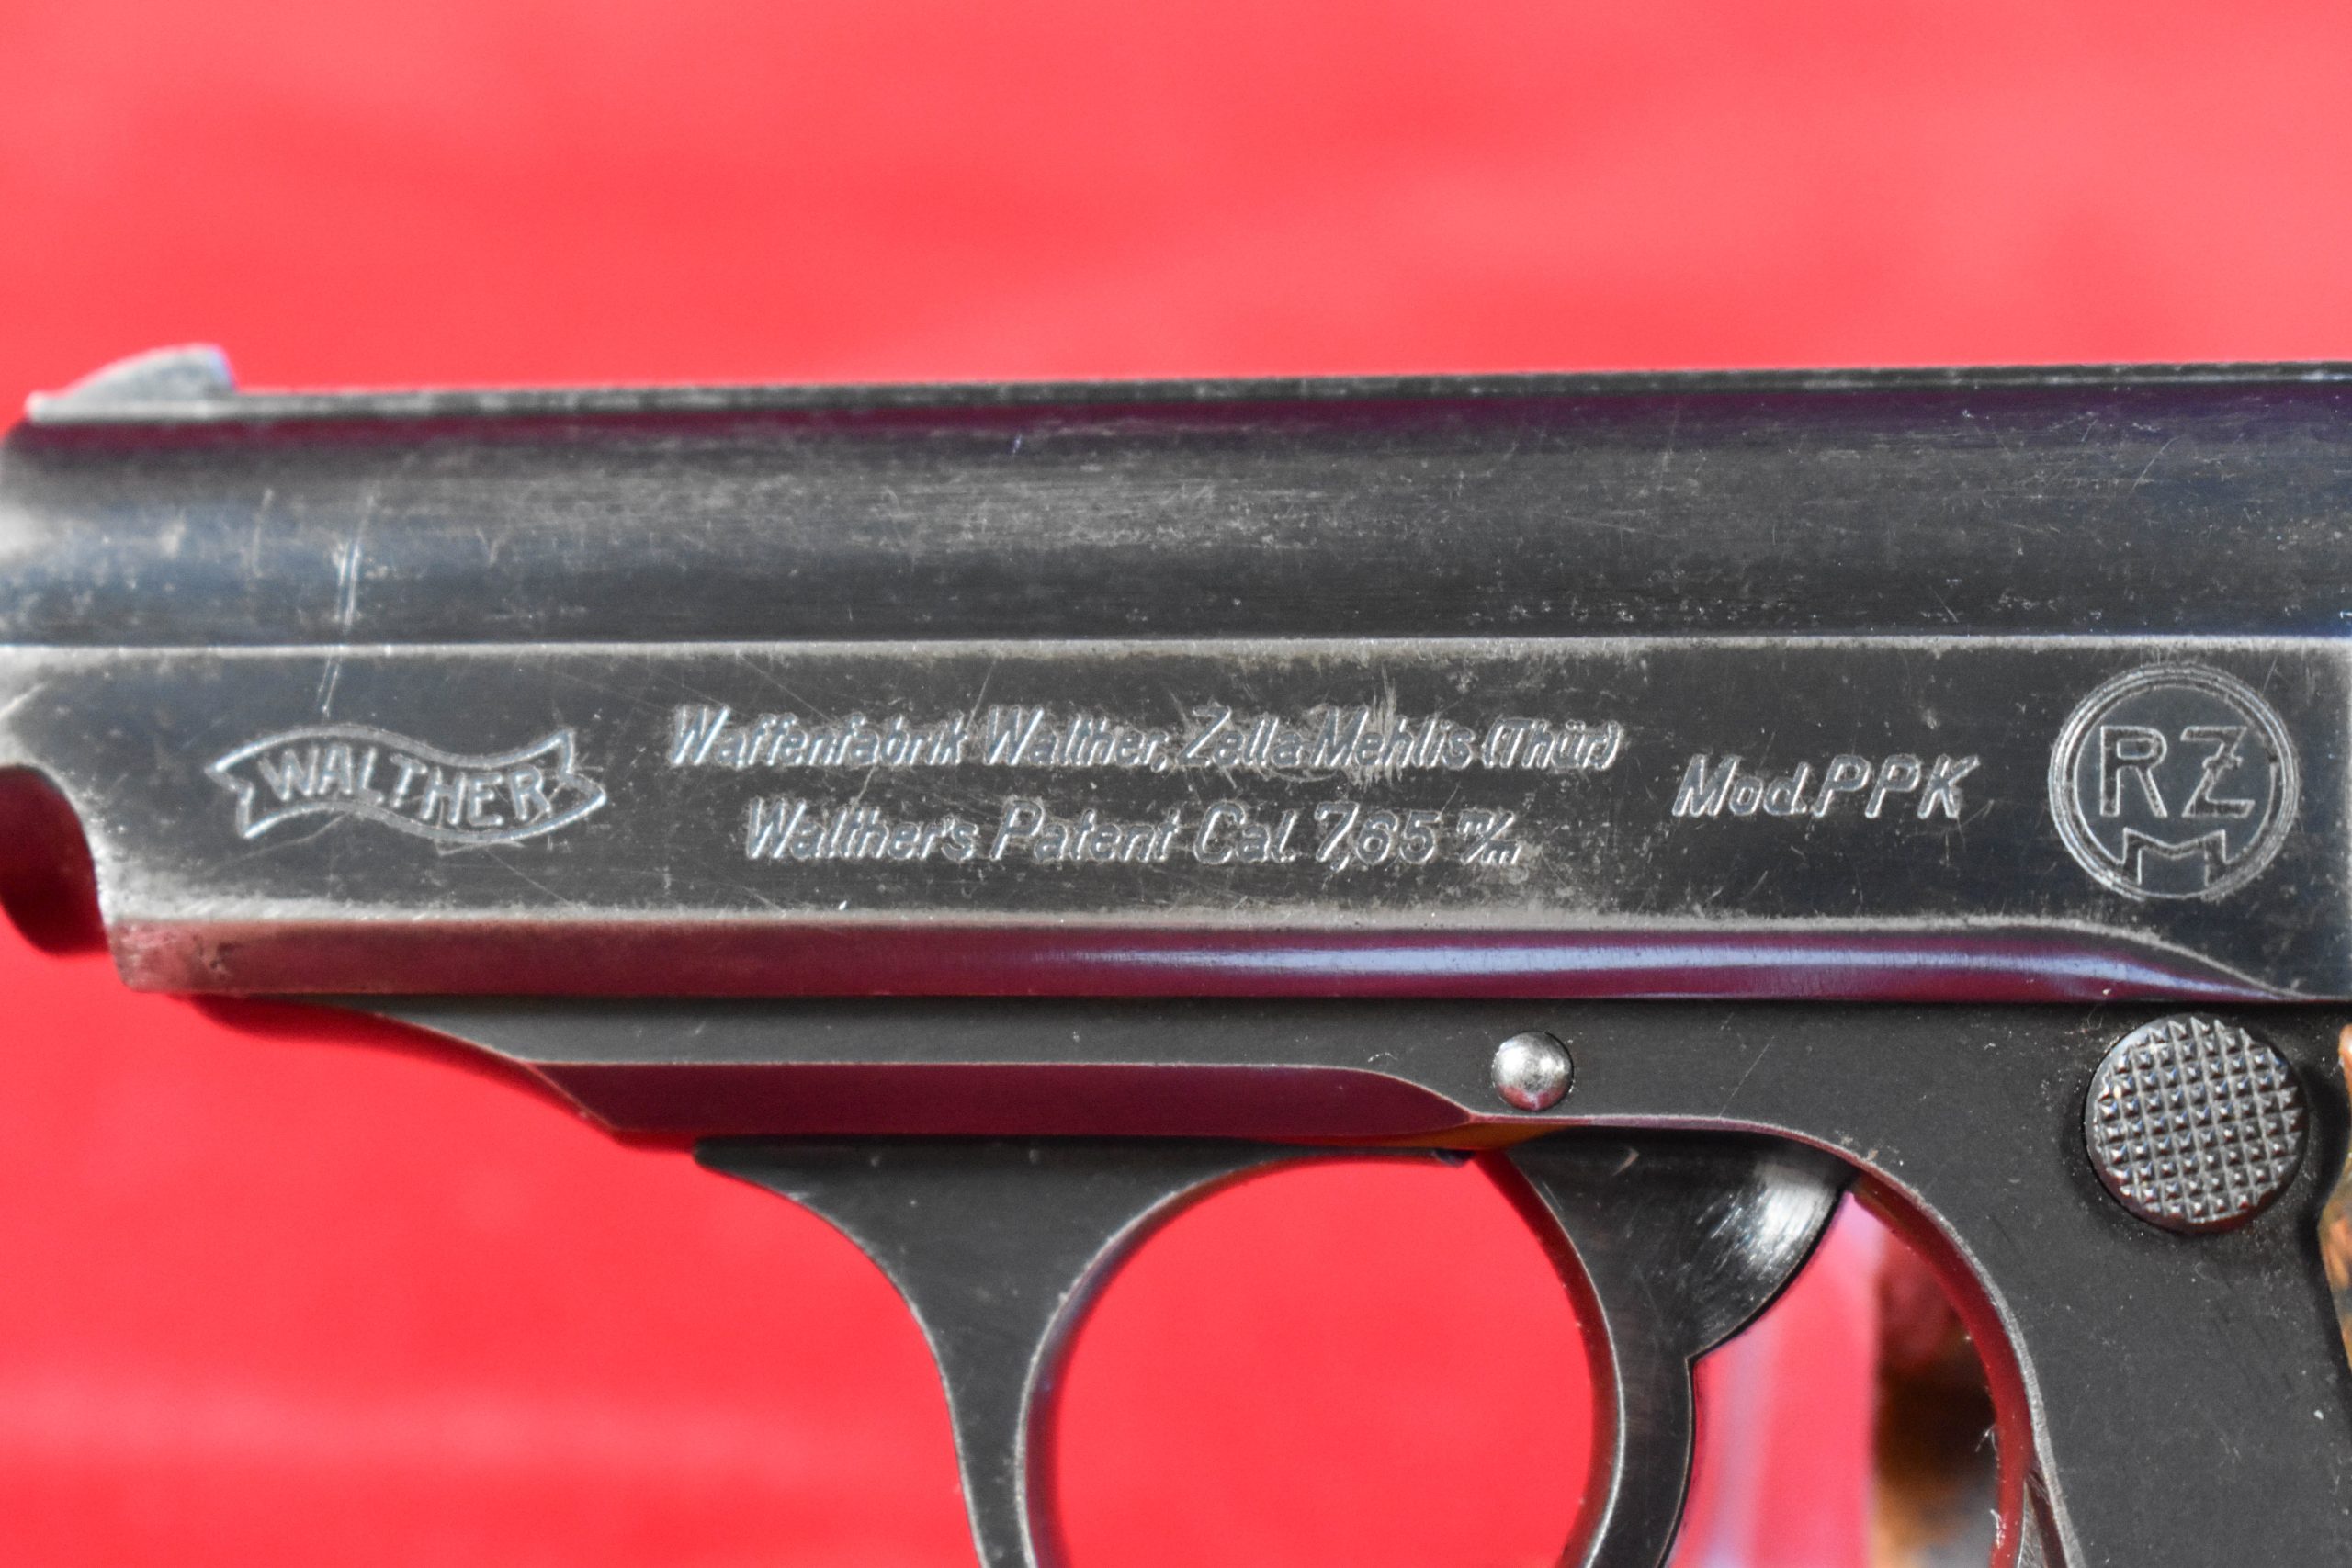 WALTHER
Waffenfabrik Walther, Zella-Mehlis (Thür)
Walther's Patent Cal. 7,65 m/m
Mod. PPK
RZM